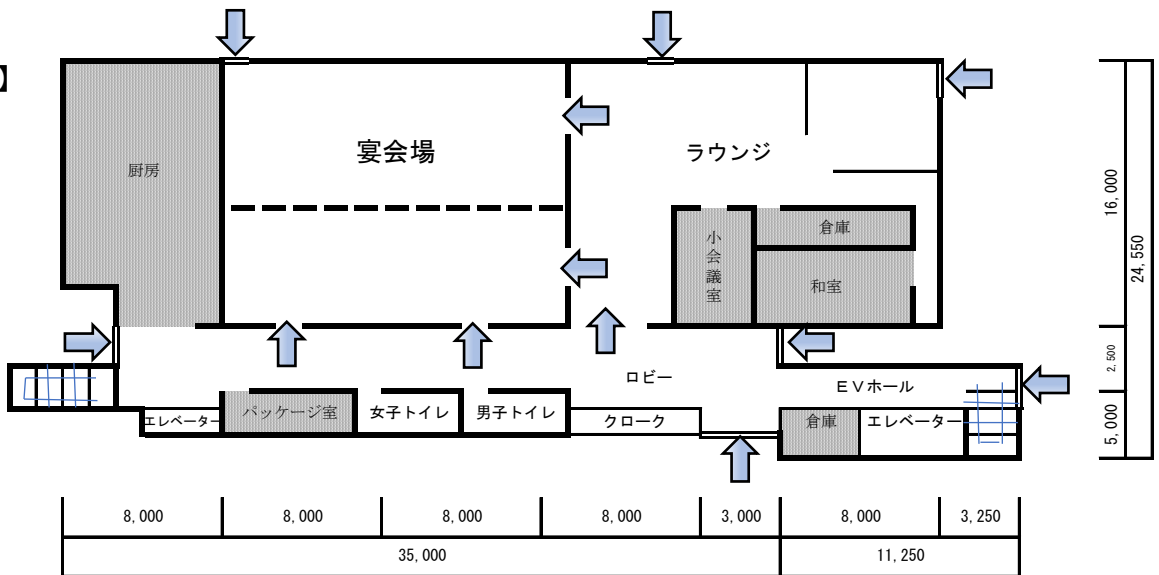 】
厨房
宴会場
ラウンジ
倉庫
小会議室
和室
ロビー
EVホール
エレベーター
パッケージ室
女子トイレ
男子トイレ
クローク
倉庫
エレベーター
16,000
2,500
5,000
24,550
8,000
8,000
8,000
8,000
3,000
8,000
3,250
35,000
11,250